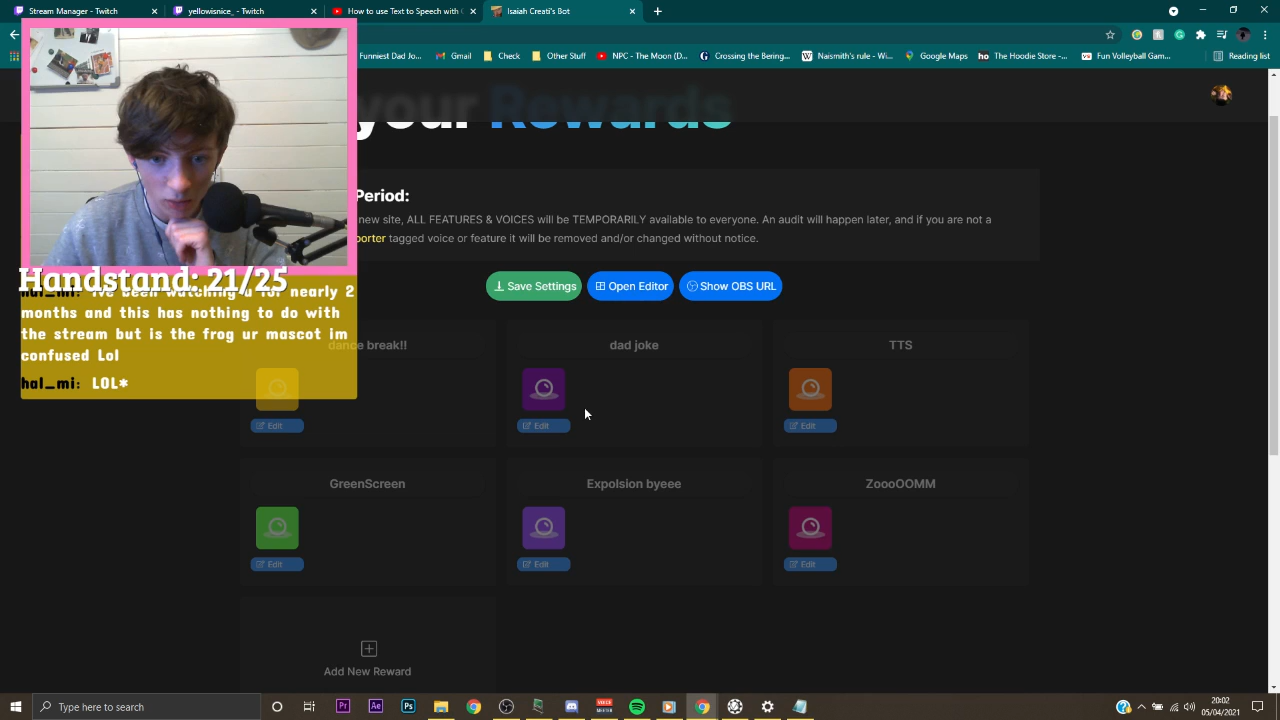 Stream Manager - Twitch
yellowisnice_ - Twitch
How to use Text to Speech with
Isaiah Creati's Bot
Funniest Dad Jo...
Gmail
Check
Other Stuff
NPC - The Moon (D...
Crossing the Bering...
Naismith's rule - Wi...
Google Maps
The Hoodie Store -...
Fun Volleyball Gam...
Reading list
your Rewards
Period:
new site, ALL FEATURES & VOICES will be TEMPORARILY available to everyone. An audit will happen later, and if you are not a
porter tagged voice or feature it will be removed and/or changed without notice.
Handstand: 21/25
Save Settings
Open Editor
Show OBS URL
hal_mi: ive been watching u for nearly 2
months and this has nothing to do with
the stream but is the frog ur mascot im
confused Lol
hal_mi: LOL*
dance break!!
dad joke
TTS
Edit
Edit
Edit
GreenScreen
Expolsion byeee
ZoooOOMM
Edit
Edit
Edit
Add New Reward
Type here to search
20:02
25/04/2021